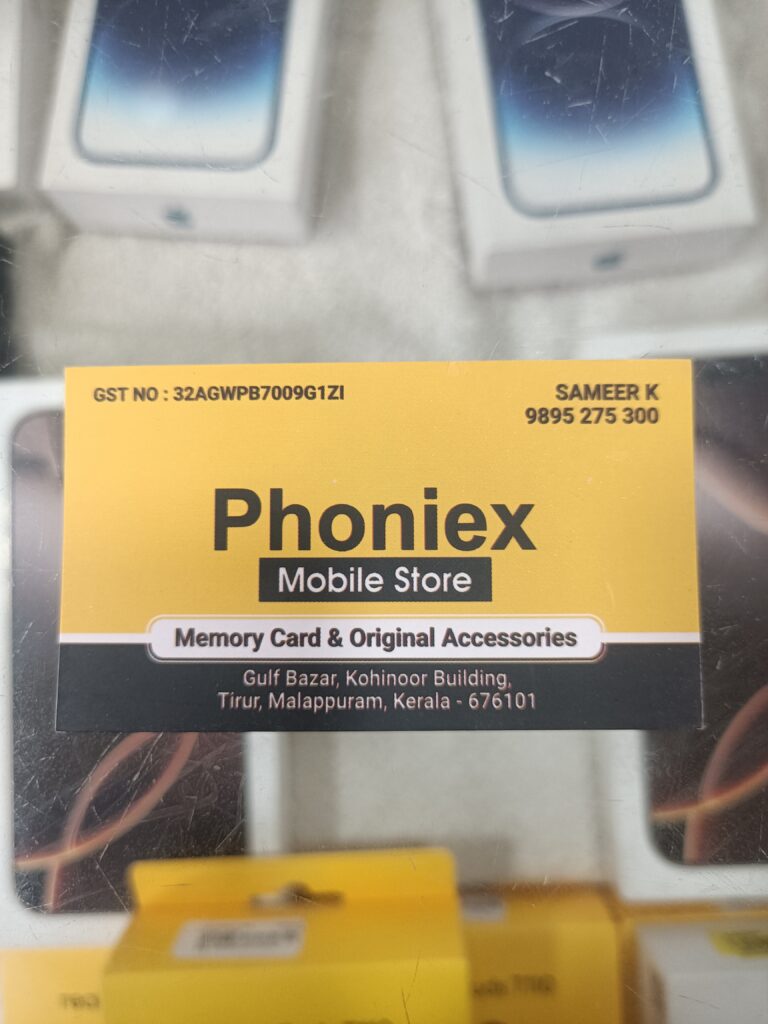 GST NO : 32AGWPB7009G1ZI
SAMEER K
9895 275 300
Phoniex
Mobile Store
Memory Card & Original Accessories
Gulf Bazar, Kohinoor Building,
Tirur, Malappuram, Kerala - 676101